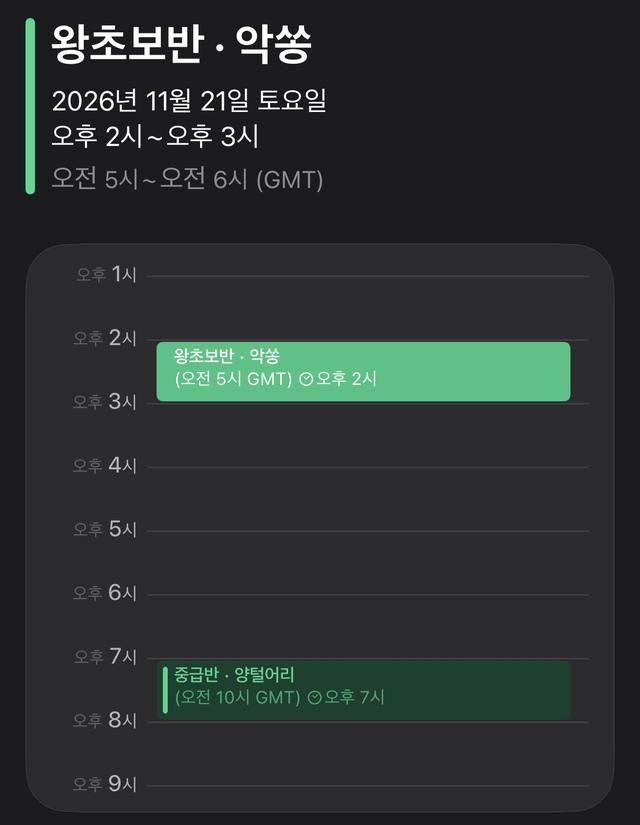 왕초보반 · 악쏭
2026년 11월 21일 토요일
오후 2시~오후 3시
오전 5시~오전 6시 (GMT)
오후 1시
오후 2시
왕초보반 · 악쏭
(오전 5시 GMT) 오후 2시
오후 3시
오후 4시
오후 5시
오후 6시
오후 7시
중급반 · 양털어리
(오전 10시 GMT) 오후 7시
오후 8시
오후 9시